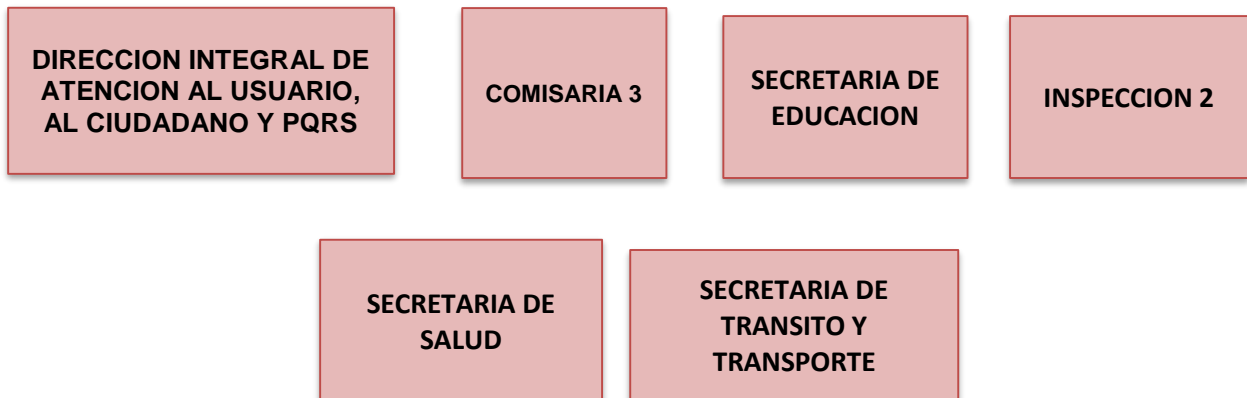 DIRECCION INTEGRAL DE
ATENCION AL USUARIO,
AL CIUDADANO Y PQRS
COMISARIA 3
SECRETARIA DE
EDUCACION
INSPECCION 2
SECRETARIA DE
SALUD
SECRETARIA DE
TRANSITO Y
TRANSPORTE